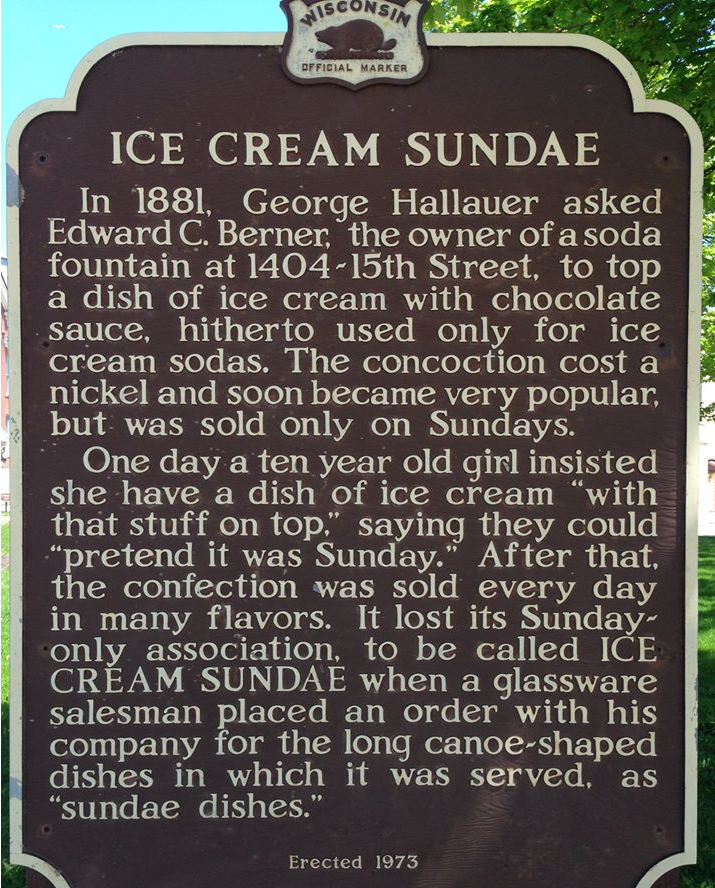 WISCONSIN
OFFICIAL MARKER
ICE CREAM SUNDAE
In 1881, George Hallauer asked
Edward C. Berner, the owner of a soda
fountain at 1404-15th Street, to top
a dish of ice cream with chocolate
sauce, hitherto used only for ice
cream sodas. The concoction cost a
nickel and soon became very popular,
but was sold only on Sundays.
One day a ten year old girl insisted
she have a dish of ice cream “with
that stuff on top,” saying they could
“pretend it was Sunday.” After that,
the confection was sold every day
in many flavors. It lost its Sunday-
only association, to be called ICE
CREAM SUNDAE when a glassware
salesman placed an order with his
company for the long canoe-shaped
dishes in which it was served, as
“sundae dishes.”
Erected 1973